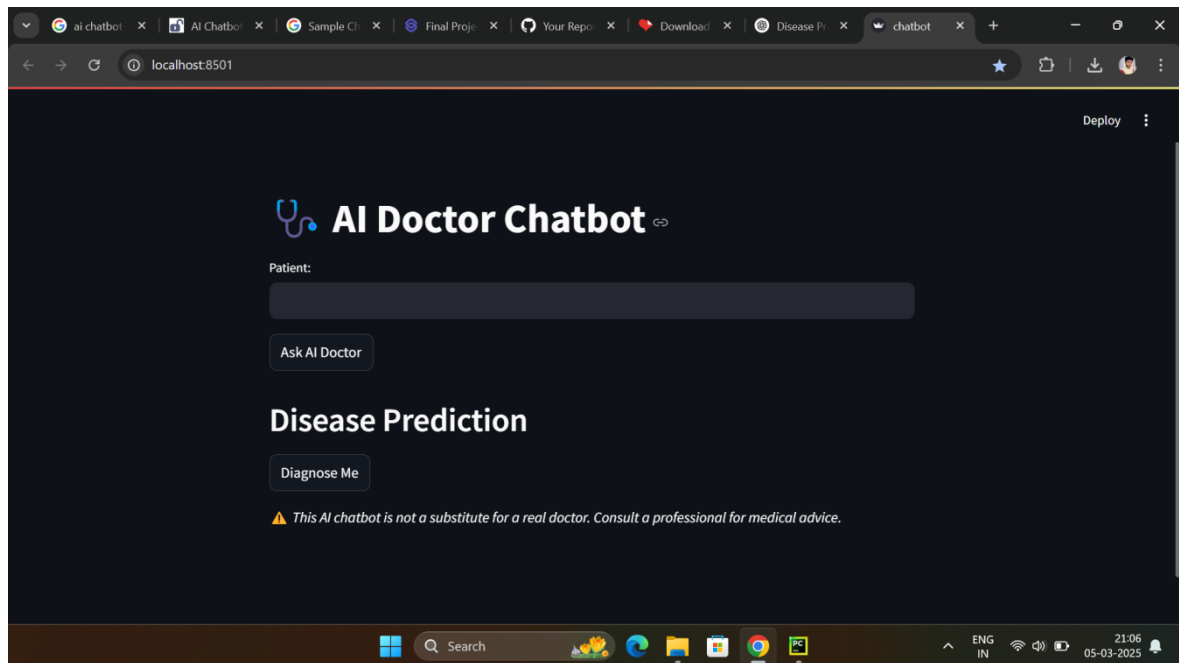 ai chatbot
AI Chatbot
Sample Ch
Final Proje
Your Repos
Download
Disease Pr
chatbot
localhost:8501
Deploy
AI Doctor Chatbot
Patient:
Ask AI Doctor
Disease Prediction
Diagnose Me
This AI chatbot is not a substitute for a real doctor. Consult a professional for medical advice.
Search
PC
ENG
IN
21:06
05-03-2025